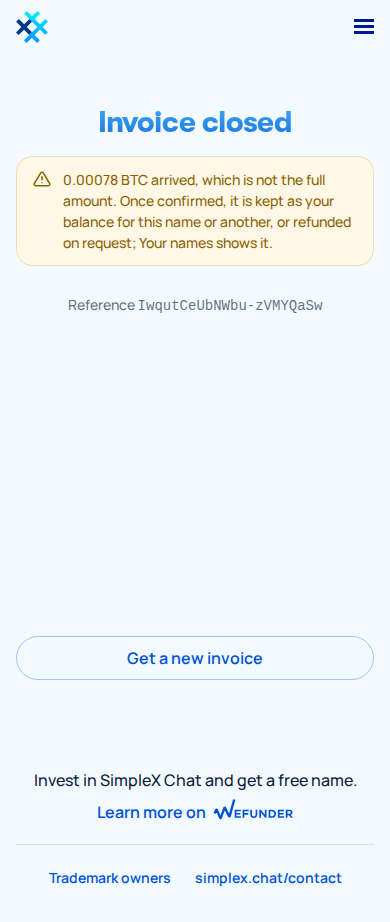 Invoice closed
0.00078 BTC arrived, which is not the full
amount. Once confirmed, it is kept as your
balance for this name or another, or refunded
on request; Your names shows it.
Reference IwqutCeUbNWbu-zVMYQaSw
Get a new invoice
Invest in SimpleX Chat and get a free name.
Learn more on WEFUNDER
Trademark owners simplex.chat/contact